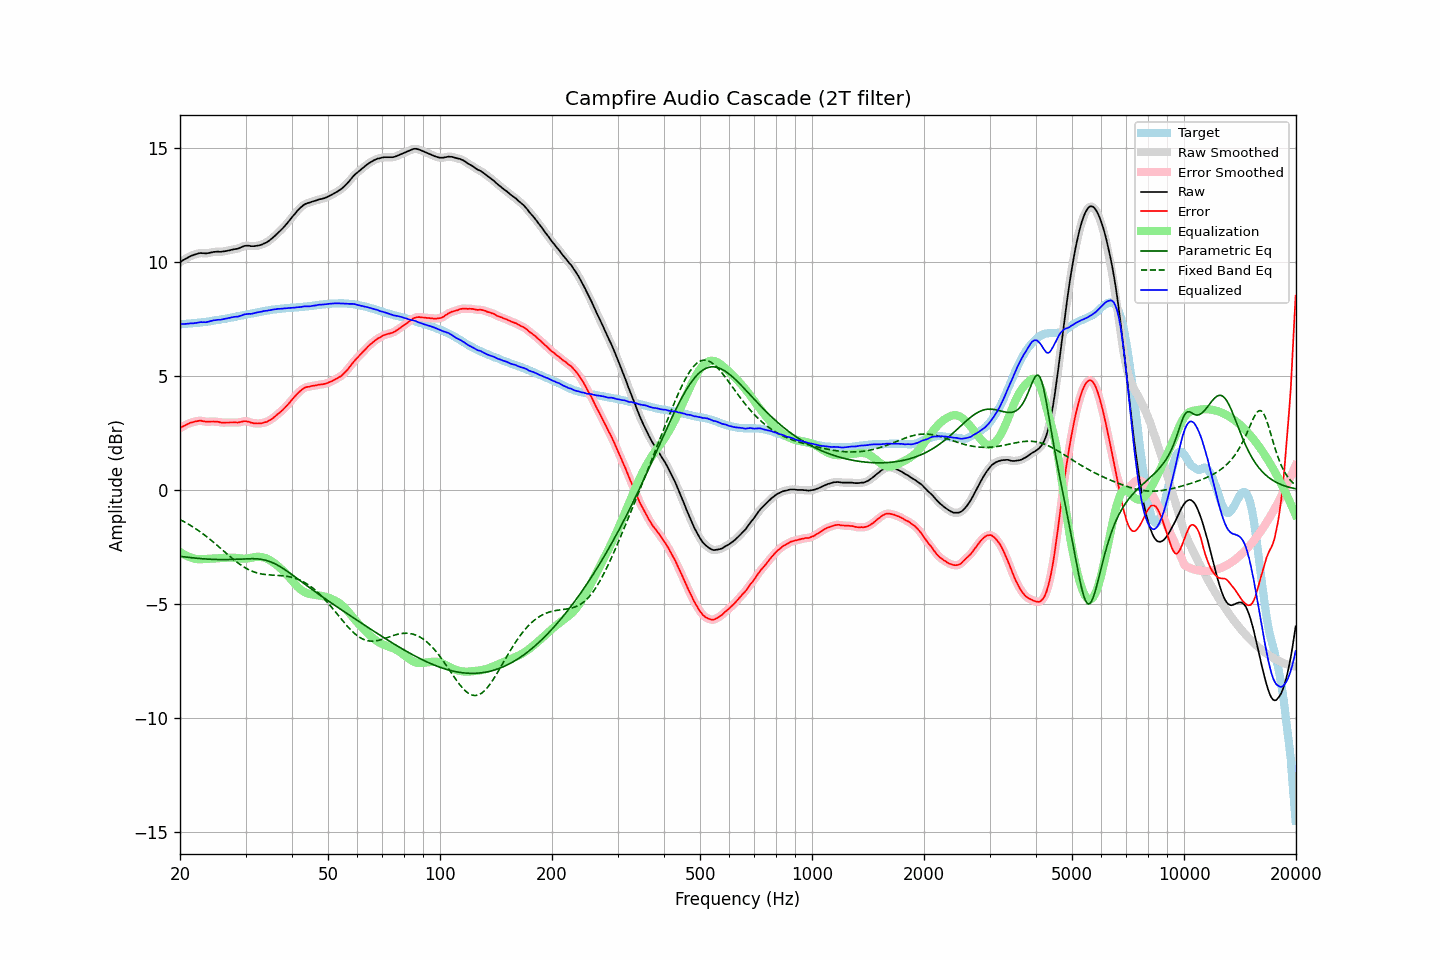 Campfire Audio Cascade (2T filter)
Target
Raw Smoothed
Error Smoothed
Raw
Error
Equalization
Parametric Eq
Fixed Band Eq
Equalized
Amplitude (dBr)
15
10
5
0
−5
−10
−15
20 50 100 200 500 1000 2000 5000 10000 20000
Frequency (Hz)